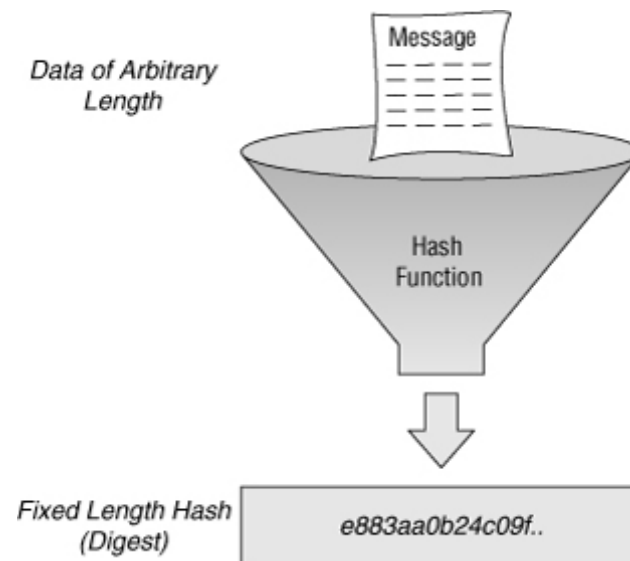 Message
Data of Arbitrary
Length
Hash
Function
Fixed Length Hash
(Digest)
e883aa0b24c09f..